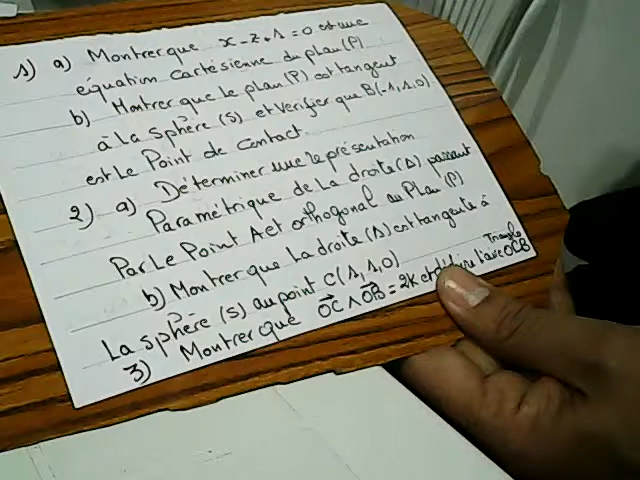 1) a) Montrer que x - z + 1 = 0 est une
équation Cartésienne du plan (P)
b) Montrer que le plan (P) est tangent
à la Sphère (S) et Vérifier que B(-1,1,0)
est le Point de Contact.
2) a) Déterminer une représentation
Paramétrique de la droite (Δ) passant
Par le Point A et orthogonal au Plan (P)
b) Montrer que la droite (Δ) est tangente à
La sphère (S) au point C(1,1,0)
3) Montrer que OC ∧ OB = 2K et déduire l'aire Triangle OCB